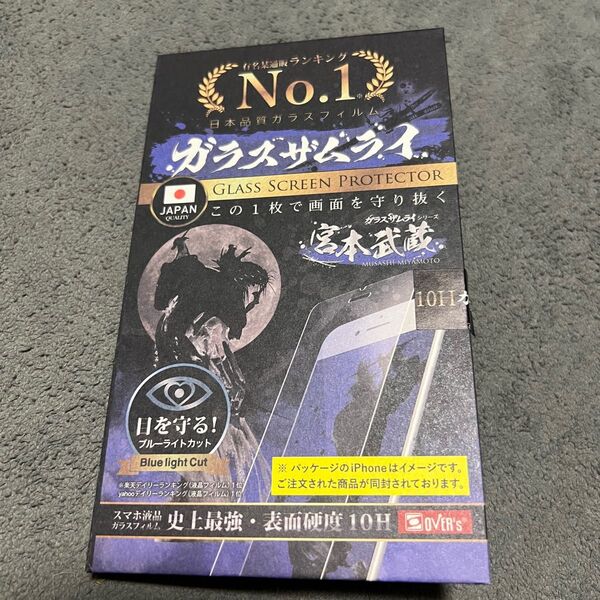 有名某通販ランキング
No.1※
日本品質ガラスフィルム
ガラスザムライ
GLASS SCREEN PROTECTOR
JAPAN
QUALITY
この1枚で画面を守り抜く
ガラスザムライシリーズ
宮本武蔵
MUSASHI MIYAMOTO
10H
目を守る!
ブルーライトカット
Blue light Cut
※楽天デイリーランキング(液晶フィルム)1位
yahooデイリーランキング(液晶フィルム)1位
※ パッケージのiPhoneはイメージです。
ご注文された商品が同封されております。
スマホ液晶
ガラスフィルム
史上最強・表面硬度 10H
OVER's